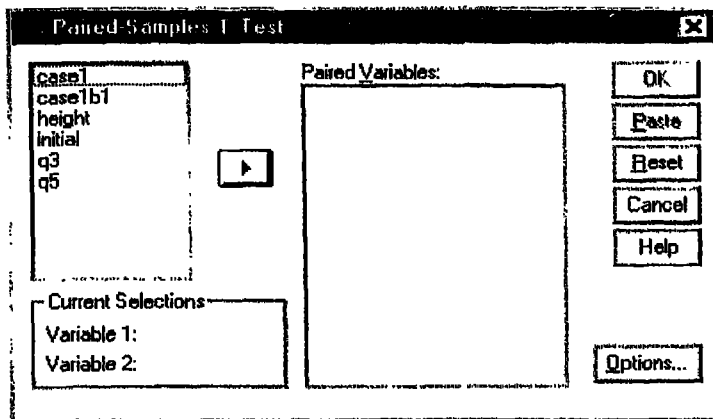 Paired-Samples T Test
case1
case1b1
height
initial
q3
q5
Current Selections
Variable 1:
Variable 2:
Paired Variables:
OK
Paste
Reset
Cancel
Help
Options...